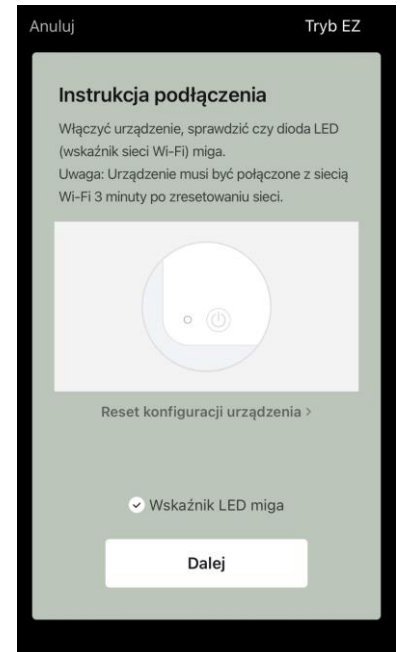 Anuluj Tryb EZ
Instrukcja podłączenia
Włączyć urządzenie, sprawdzić czy dioda LED
(wskaźnik sieci Wi-Fi) miga.
Uwaga: Urządzenie musi być połączone z siecią
Wi-Fi 3 minuty po zresetowaniu sieci.
Reset konfiguracji urządzenia >
Wskaźnik LED miga
Dalej